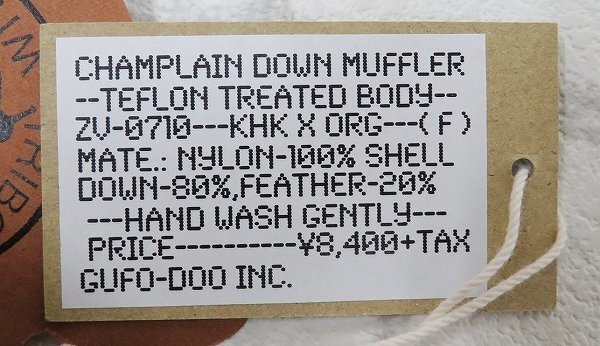 CHAMPLAIN DOWN MUFFLER
--TEFLON TREATED BODY--
ZV-0710---KHK X ORG---(F)
MATE.: NYLON-100% SHELL
DOWN-80%,FEATHER-20%
---HAND WASH GENTLY---
PRICE-----------¥8,400+TAX
GUFO-DOO INC.